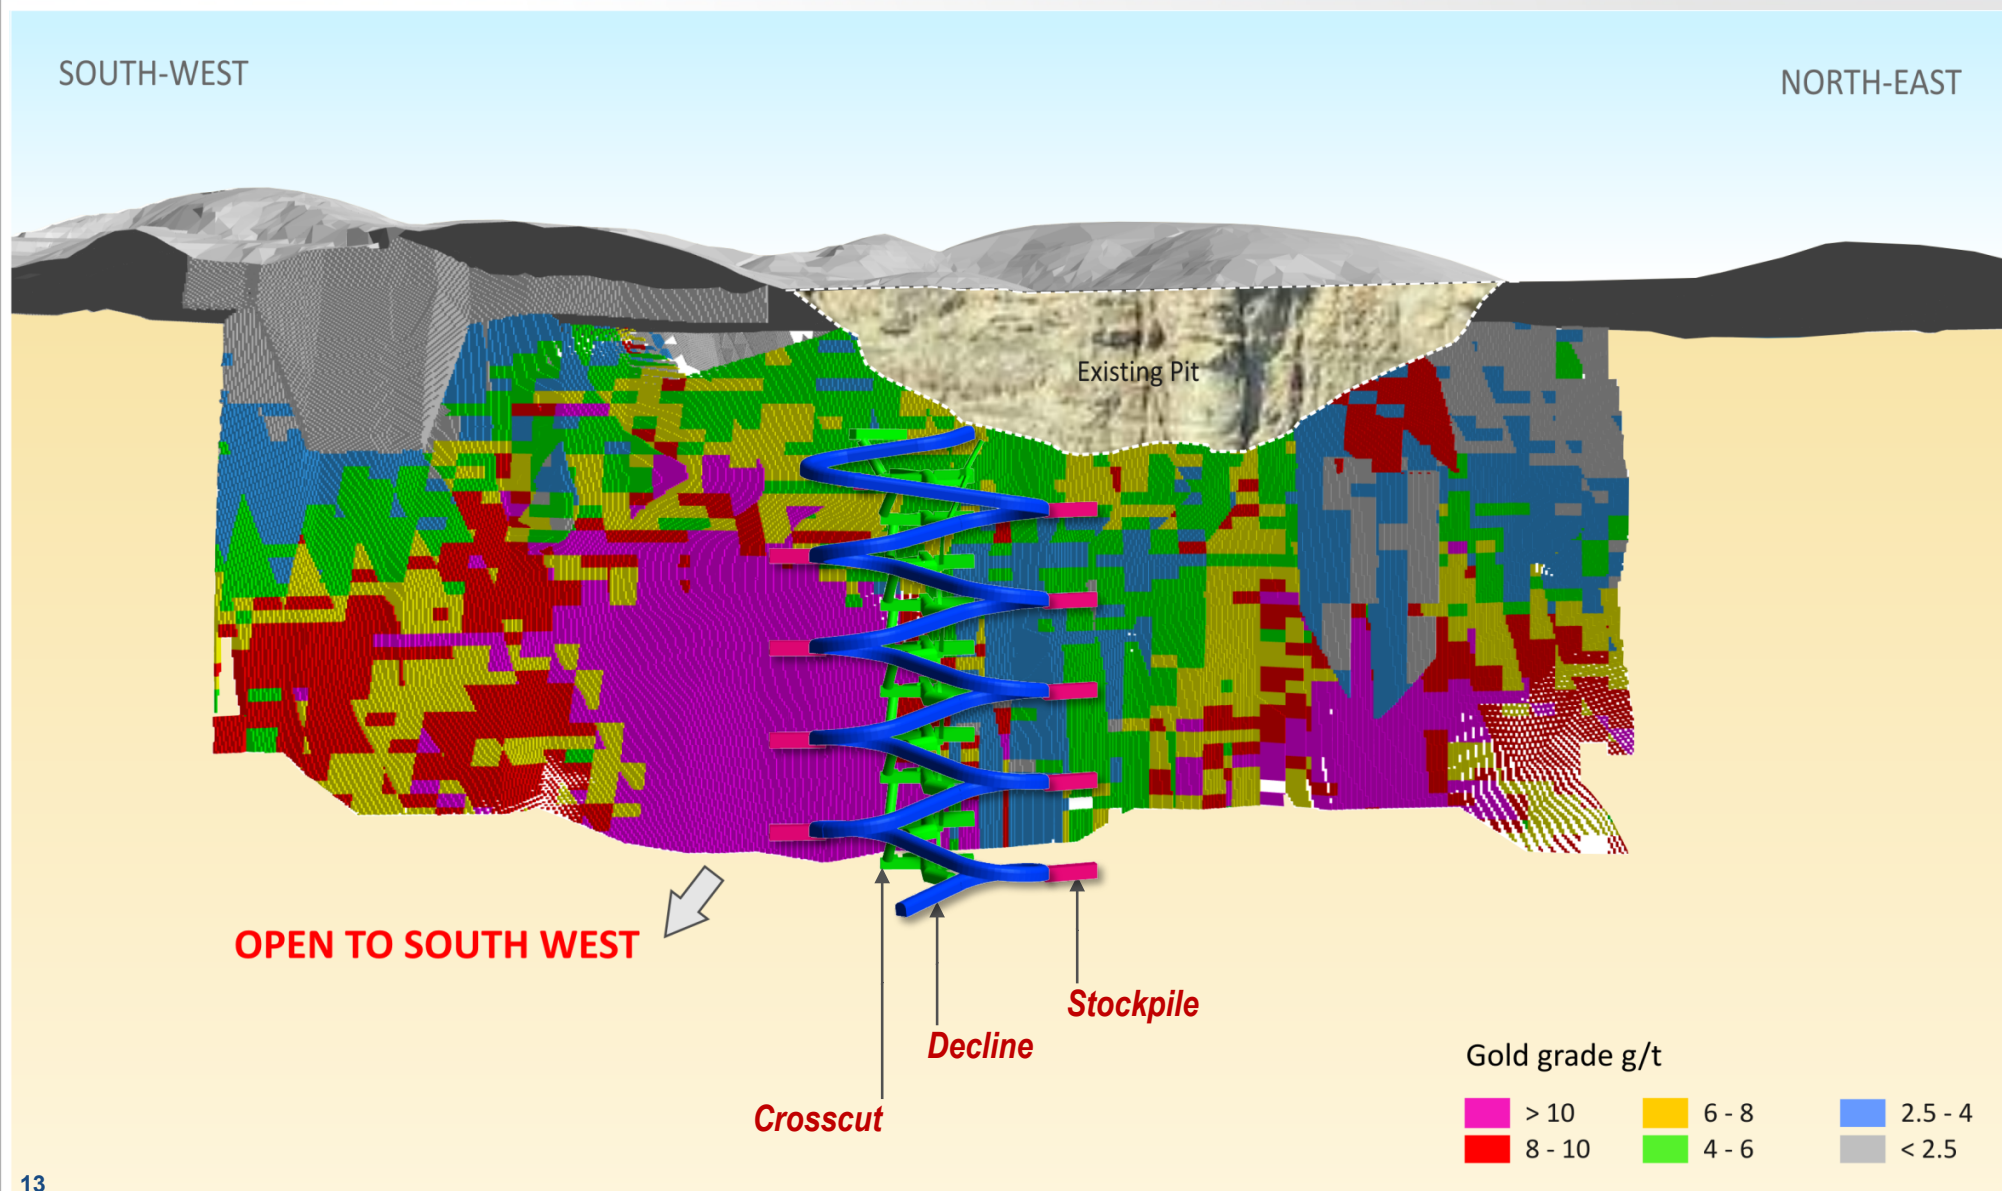 SOUTH-WEST
NORTH-EAST
Existing Pit
OPEN TO SOUTH WEST
Stockpile
Decline
Crosscut
Gold grade g/t
> 10
6 - 8
2.5 - 4
8 - 10
4 - 6
< 2.5
13